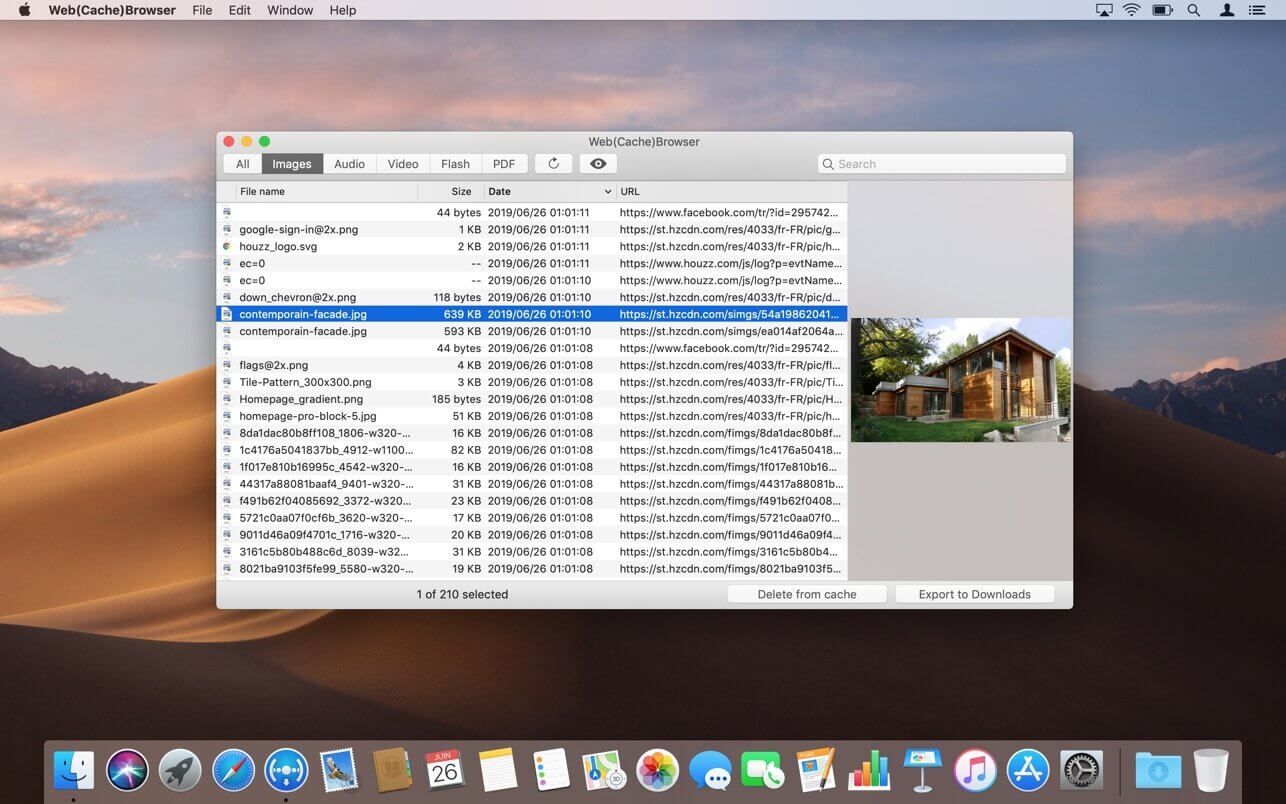 Web(Cache)Browser File Edit Window Help
Web(Cache)Browser
All Images Audio Video Flash PDF Search
File name Size Date URL
44 bytes 2019/06/26 01:01:11 https://www.facebook.com/tr/?id=295742...
google-sign-in@2x.png 1 KB 2019/06/26 01:01:11 https://st.hzcdn.com/res/4033/fr-FR/pic/g...
houzz_logo.svg 2 KB 2019/06/26 01:01:11 https://st.hzcdn.com/res/4033/fr-FR/pic/h...
ec=0 -- 2019/06/26 01:01:11 https://www.houzz.com/js/log?p=evtName...
ec=0 -- 2019/06/26 01:01:10 https://www.houzz.com/js/log?p=evtName...
down_chevron@2x.png 118 bytes 2019/06/26 01:01:10 https://st.hzcdn.com/res/4033/fr-FR/pic/d...
contemporain-facade.jpg 639 KB 2019/06/26 01:01:10 https://st.hzcdn.com/simgs/54a19862041...
contemporain-facade.jpg 593 KB 2019/06/26 01:01:10 https://st.hzcdn.com/simgs/ea014af2064a...
44 bytes 2019/06/26 01:01:08 https://www.facebook.com/tr/?id=295742...
flags@2x.png 4 KB 2019/06/26 01:01:08 https://st.hzcdn.com/res/4033/fr-FR/pic/fl...
Tile-Pattern_300x300.png 3 KB 2019/06/26 01:01:08 https://st.hzcdn.com/res/4033/fr-FR/pic/Ti...
Homepage_gradient.png 185 bytes 2019/06/26 01:01:08 https://st.hzcdn.com/res/4033/fr-FR/pic/H...
homepage-pro-block-5.jpg 51 KB 2019/06/26 01:01:08 https://st.hzcdn.com/res/4033/fr-FR/pic/h...
8da1dac80b8ff108_1806-w320-... 16 KB 2019/06/26 01:01:08 https://st.hzcdn.com/fimgs/8da1dac80b8f...
1c4176a5041837bb_4912-w1100... 82 KB 2019/06/26 01:01:08 https://st.hzcdn.com/fimgs/1c4176a50418...
1f017e810b16995c_4542-w320-... 16 KB 2019/06/26 01:01:08 https://st.hzcdn.com/fimgs/1f017e810b16...
44317a88081baaf4_9401-w320-... 31 KB 2019/06/26 01:01:08 https://st.hzcdn.com/fimgs/44317a88081b...
f491b62f04085692_3372-w320... 23 KB 2019/06/26 01:01:08 https://st.hzcdn.com/fimgs/f491b62f0408...
5721c0aa07f0cf6b_3620-w320-... 17 KB 2019/06/26 01:01:08 https://st.hzcdn.com/fimgs/5721c0aa07f0...
9011d46a09f4701c_1716-w320-... 20 KB 2019/06/26 01:01:08 https://st.hzcdn.com/fimgs/9011d46a09f4...
3161c5b80b488c6d_8039-w32... 31 KB 2019/06/26 01:01:08 https://st.hzcdn.com/fimgs/3161c5b80b4...
8021ba9103f5fe99_5580-w320-... 19 KB 2019/06/26 01:01:08 https://st.hzcdn.com/fimgs/8021ba9103f5...
1 of 210 selected Delete from cache Export to Downloads
JUIN
26
3D
PAGES